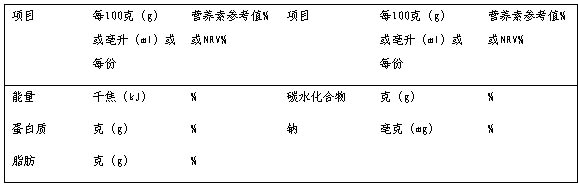 项目 每100克（g） 营养素参考值% 项目 每100克（g） 营养素参考值%
或毫升（ml）或 或NRV% 或毫升（ml）或 或NRV%
每份 每份
能量 千焦（kJ） % 碳水化合物 克（g） %
蛋白质 克（g） % 钠 毫克（mg） %
脂肪 克（g） %